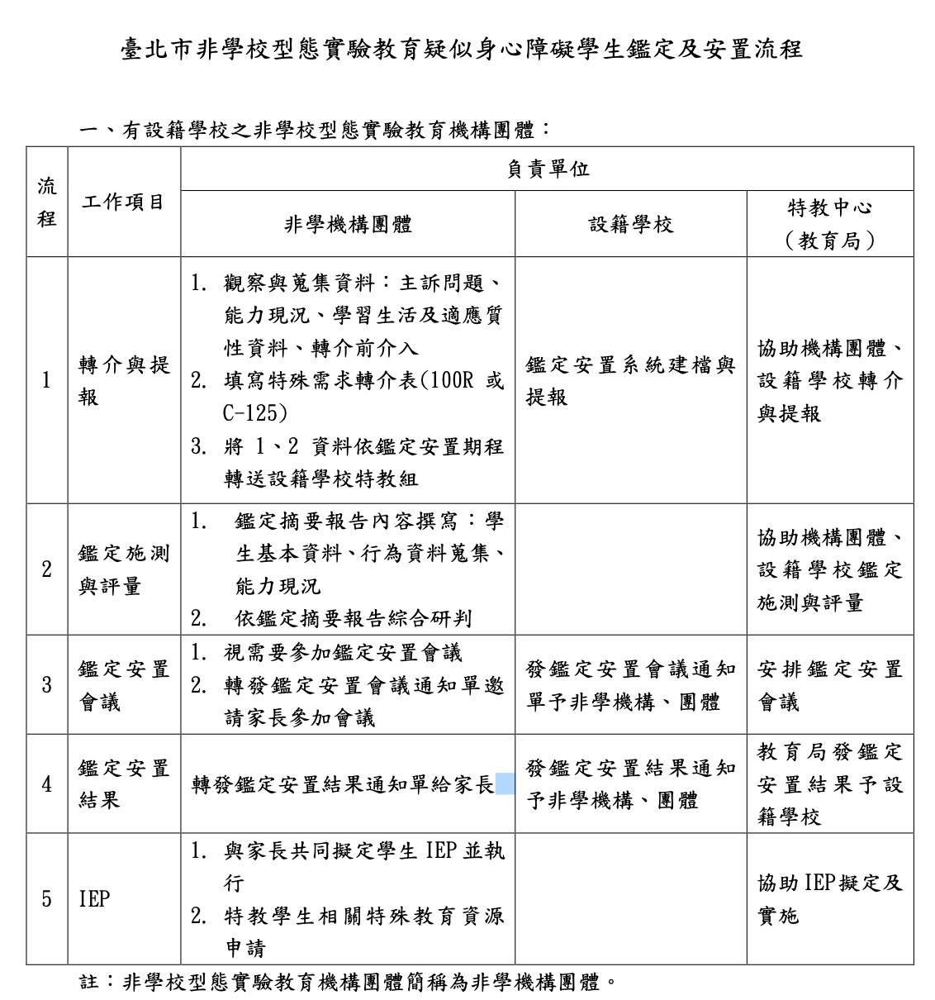 臺北市非學校型態實驗教育疑似身心障礙學生鑑定及安置流程
一、有設籍學校之非學校型態實驗教育機構團體：
流
程
工作項目
負責單位
非學機構團體
設籍學校
特教中心
（教育局）
1
轉介與提
報
1. 觀察與蒐集資料：主訴問題、
能力現況、學習生活及適應質
性資料、轉介前介入
2. 填寫特殊需求轉介表(100R 或
C-125)
3. 將 1、2 資料依鑑定安置期程
轉送設籍學校特教組
鑑定安置系統建檔與
提報
協助機構團體、
設籍學校轉介
與提報
2
鑑定施測
與評量
1. 鑑定摘要報告內容撰寫：學
生基本資料、行為資料蒐集、
能力現況
2. 依鑑定摘要報告綜合研判
協助機構團體、
設籍學校鑑定
施測與評量
3
鑑定安置
會議
1. 視需要參加鑑定安置會議
2. 轉發鑑定安置會議通知單邀
請家長參加會議
發鑑定安置會議通知
單予非學機構、團體
安排鑑定安置
會議
4
鑑定安置
結果
轉發鑑定安置結果通知單給家長
發鑑定安置結果通知
予非學機構、團體
教育局發鑑定
安置結果予設
籍學校
5
IEP
1. 與家長共同擬定學生 IEP 並執
行
2. 特教學生相關特殊教育資源
申請
協助 IEP 擬定及
實施
註：非學校型態實驗教育機構團體簡稱為非學機構團體。